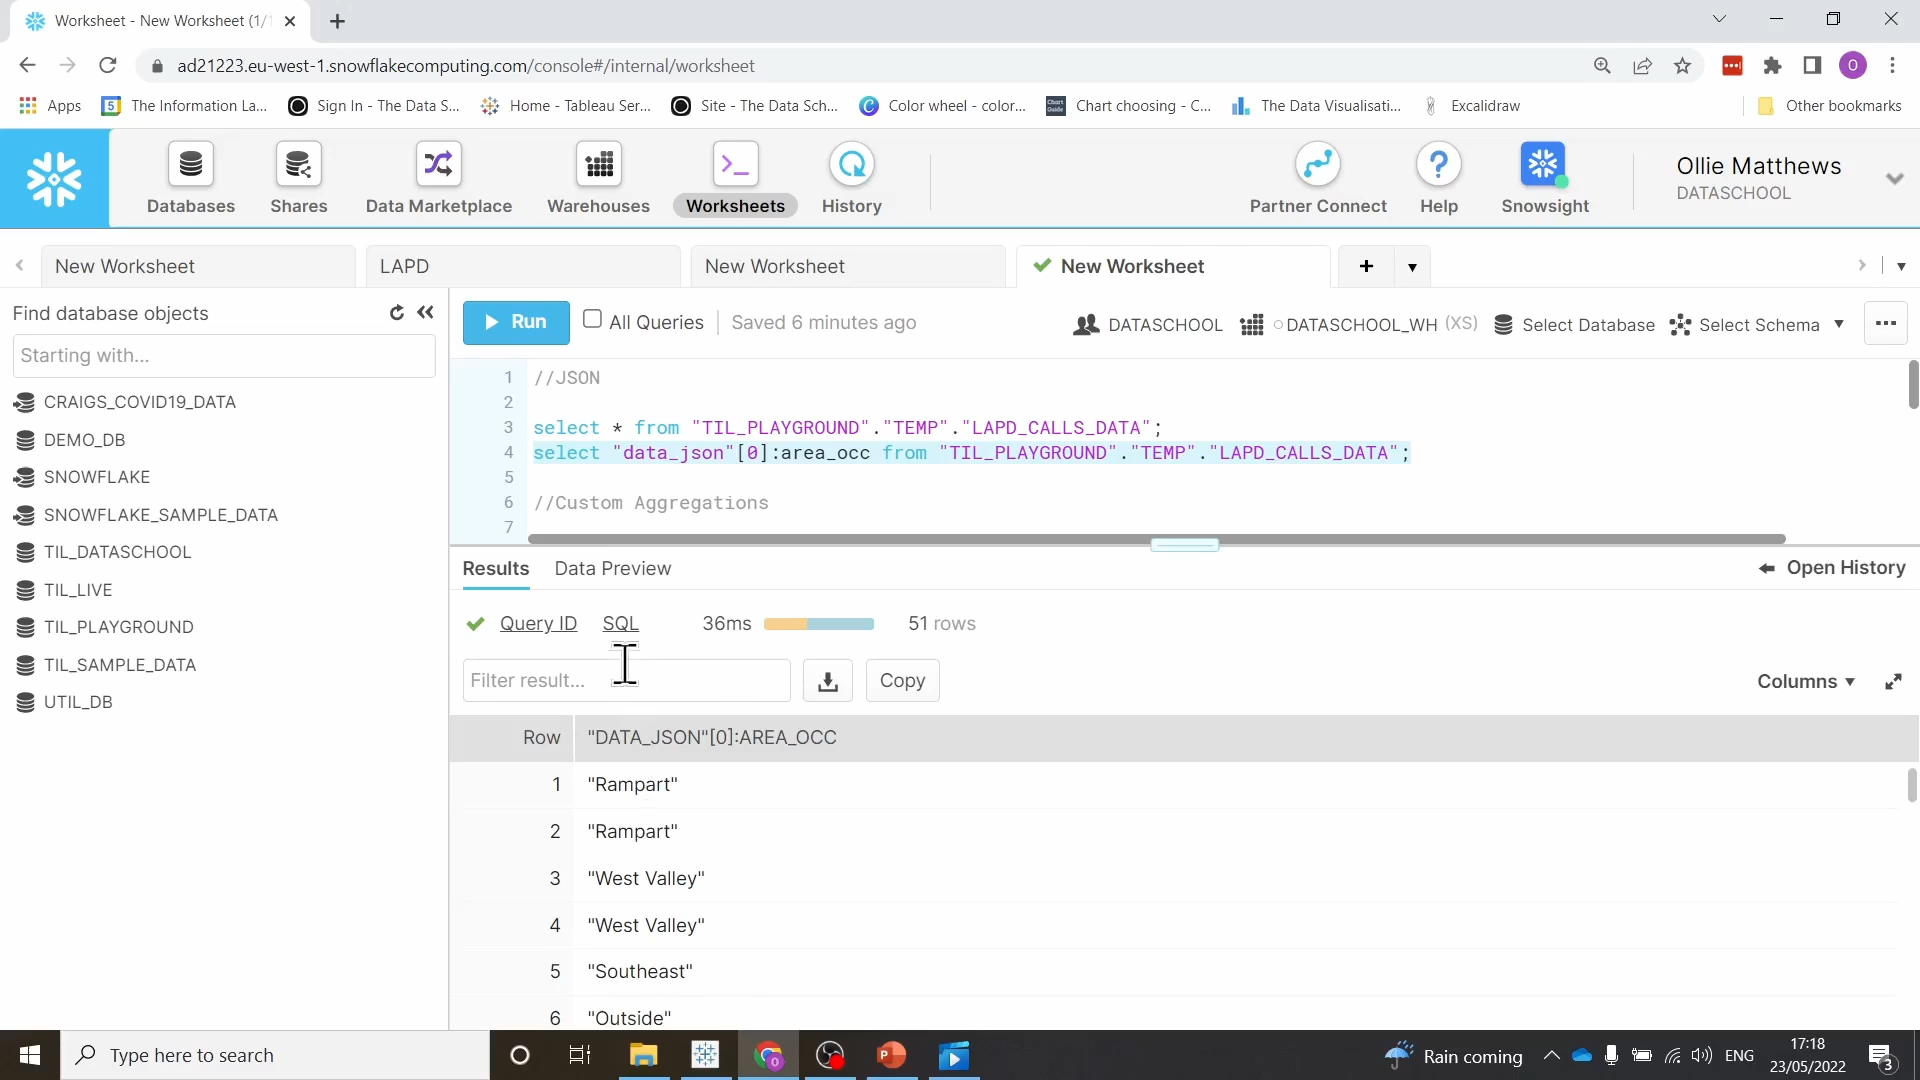 Worksheet - New Worksheet (1/1
ad21223.eu-west-1.snowflakecomputing.com/console#/internal/worksheet
O
Apps
5 The Information La...
Sign In - The Data S...
Home - Tableau Ser...
Site - The Data Sch...
Color wheel - color...
Chart choosing - C...
The Data Visualisati...
Excalidraw
Other bookmarks
Databases
Shares
Data Marketplace
Warehouses
Worksheets
History
Partner Connect
Help
Snowsight
Ollie Matthews
DATASCHOOL
New Worksheet
LAPD
New Worksheet
New Worksheet
Find database objects
Starting with...
CRAIGS_COVID19_DATA
DEMO_DB
SNOWFLAKE
SNOWFLAKE_SAMPLE_DATA
TIL_DATASCHOOL
TIL_LIVE
TIL_PLAYGROUND
TIL_SAMPLE_DATA
UTIL_DB
Run
All Queries
Saved 6 minutes ago
DATASCHOOL
DATASCHOOL_WH (XS)
Select Database
Select Schema
1 //JSON
2
3 select * from "TIL_PLAYGROUND"."TEMP"."LAPD_CALLS_DATA";
4 select "data_json"[0]:area_occ from "TIL_PLAYGROUND"."TEMP"."LAPD_CALLS_DATA";
5
6 //Custom Aggregations
7
Results
Data Preview
Open History
Query ID
SQL
36ms
51 rows
Filter result...
Copy
Columns
Row "DATA_JSON"[0]:AREA_OCC
1 "Rampart"
2 "Rampart"
3 "West Valley"
4 "West Valley"
5 "Southeast"
6 "Outside"
Type here to search
Rain coming
ENG
17:18
23/05/2022
3